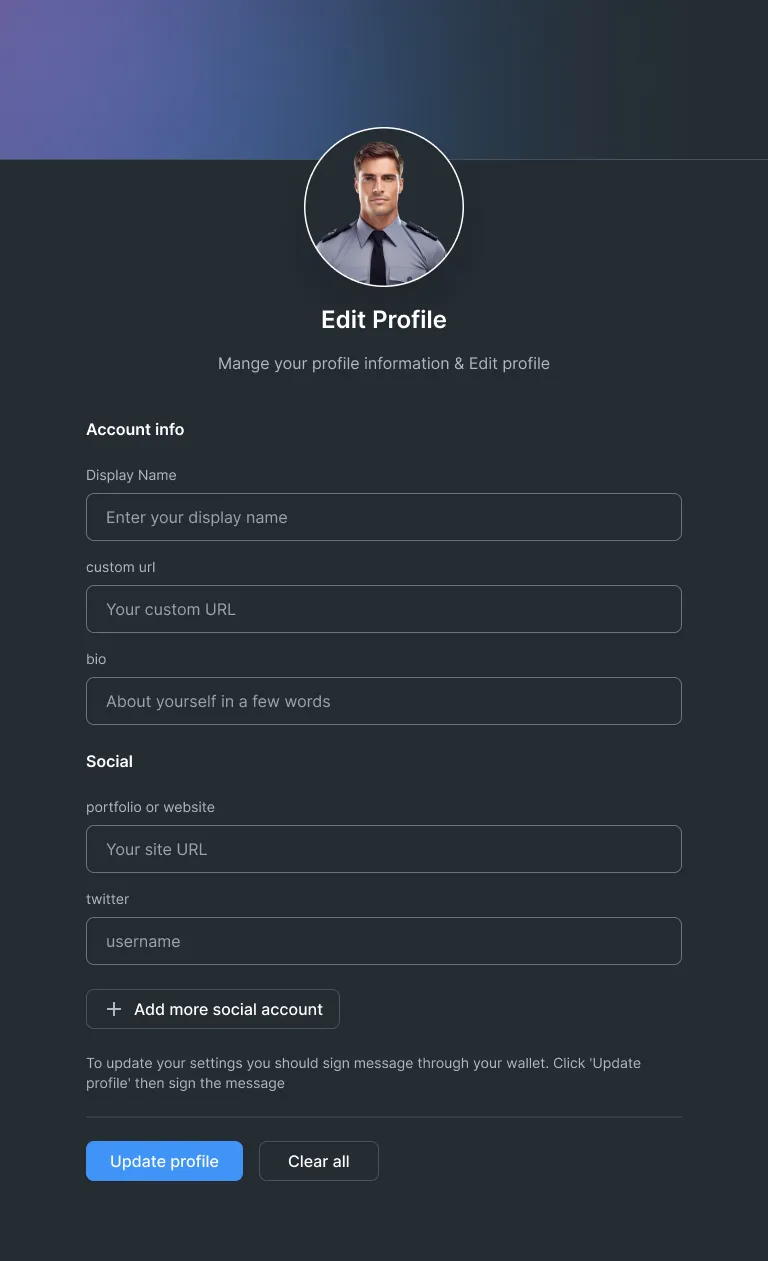 Edit Profile
Mange your profile information & Edit profile
Account info
Display Name
Enter your display name
custom url
Your custom URL
bio
About yourself in a few words
Social
portfolio or website
Your site URL
twitter
username
Add more social account
To update your settings you should sign message through your wallet. Click 'Update
profile' then sign the message
Update profile
Clear all